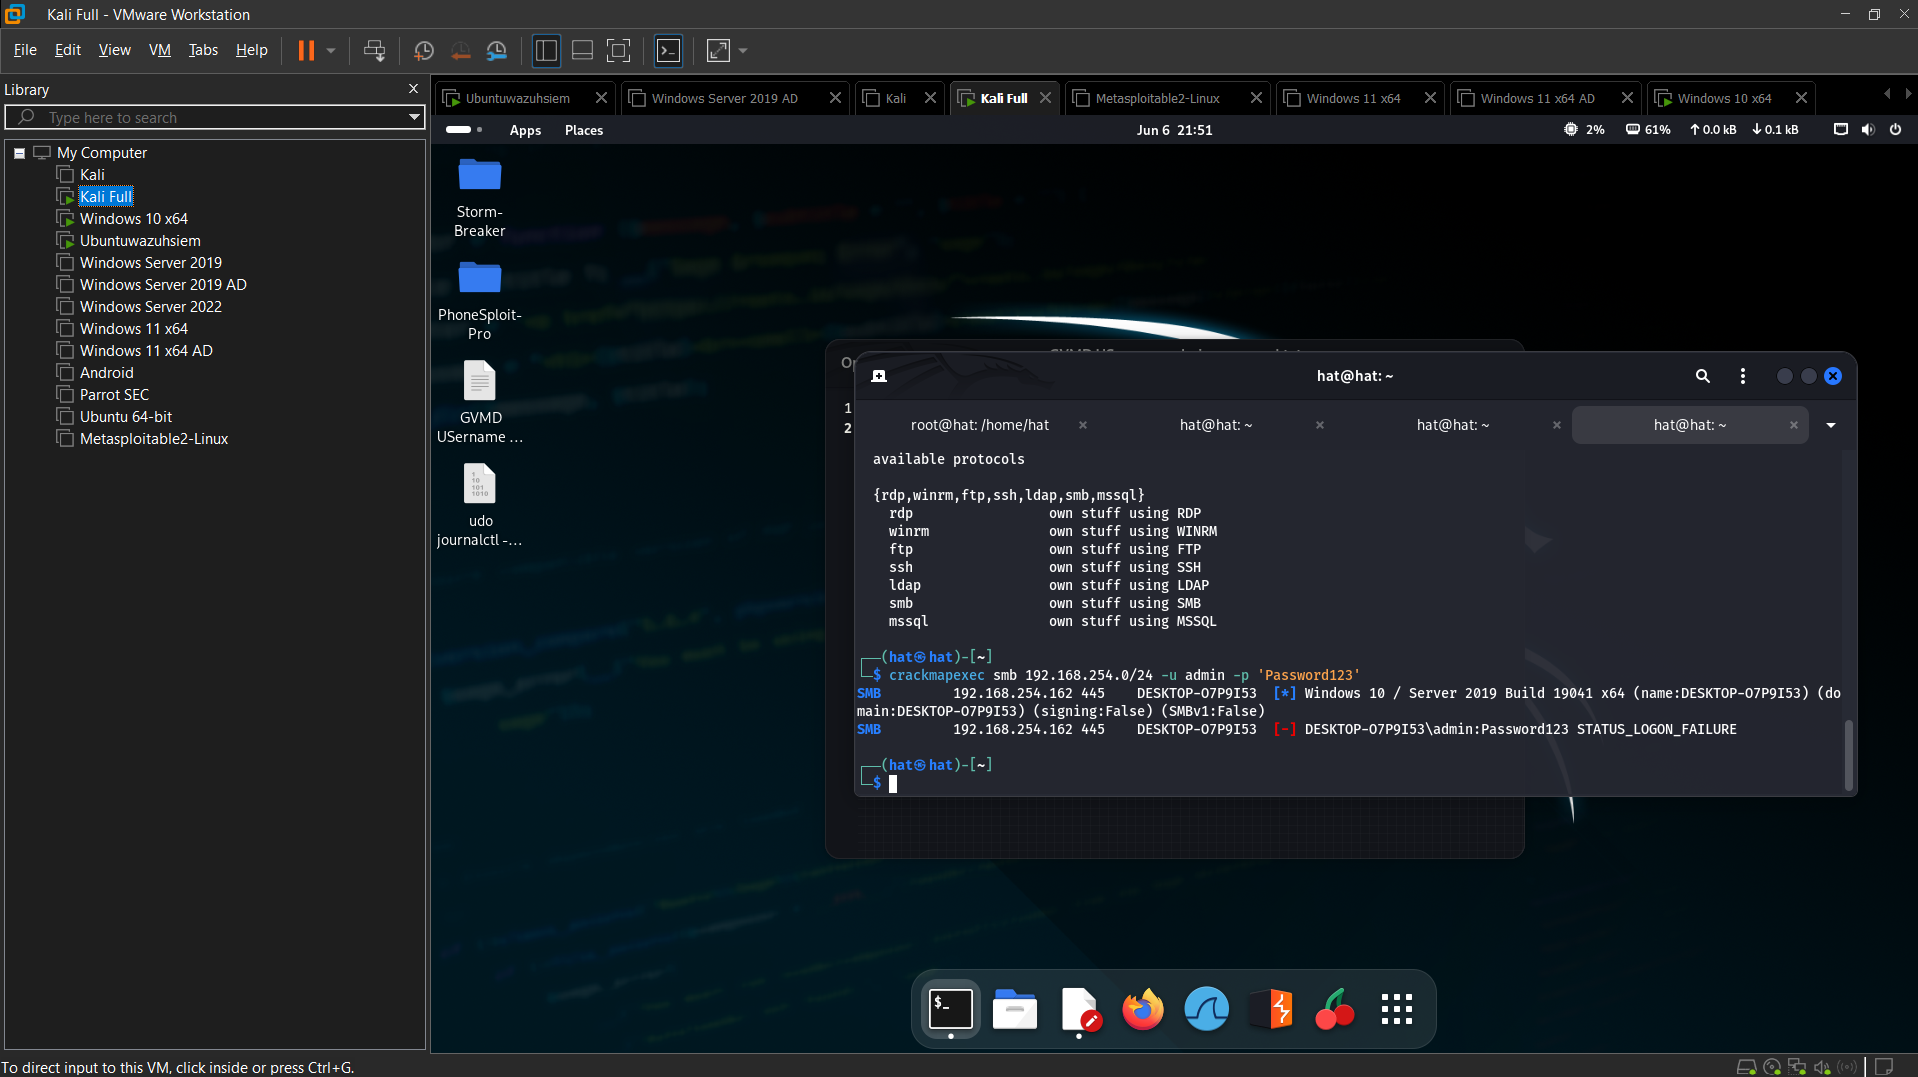 Kali Full - VMware Workstation
File Edit View VM Tabs Help
Library
Type here to search
My Computer
Kali
Kali Full
Windows 10 x64
Ubuntuwazuhsiem
Windows Server 2019
Windows Server 2019 AD
Windows Server 2022
Windows 11 x64
Windows 11 x64 AD
Android
Parrot SEC
Ubuntu 64-bit
Metasploitable2-Linux
Ubuntuwazuhsiem Windows Server 2019 AD Kali Kali Full Metasploitable2-Linux Windows 11 x64 Windows 11 x64 AD Windows 10 x64
Apps Places Jun 6 21:51 2% 61% 0.0 kB 0.1 kB
Storm-
Breaker
PhoneSploit-
Pro
GVMD
USername ...
udo
journalctl -...
1
2
hat@hat: ~
root@hat: /home/hat hat@hat: ~ hat@hat: ~ hat@hat: ~
available protocols
{rdp,winrm,ftp,ssh,ldap,smb,mssql}
rdp own stuff using RDP
winrm own stuff using WINRM
ftp own stuff using FTP
ssh own stuff using SSH
ldap own stuff using LDAP
smb own stuff using SMB
mssql own stuff using MSSQL
(hat㉿hat)-[~]
$ crackmapexec smb 192.168.254.0/24 -u admin -p 'Password123'
SMB 192.168.254.162 445 DESKTOP-O7P9I53 [*] Windows 10 / Server 2019 Build 19041 x64 (name:DESKTOP-O7P9I53) (do
main:DESKTOP-O7P9I53) (signing:False) (SMBv1:False)
SMB 192.168.254.162 445 DESKTOP-O7P9I53 [-] DESKTOP-O7P9I53\admin:Password123 STATUS_LOGON_FAILURE
(hat㉿hat)-[~]
$
To direct input to this VM, click inside or press Ctrl+G.